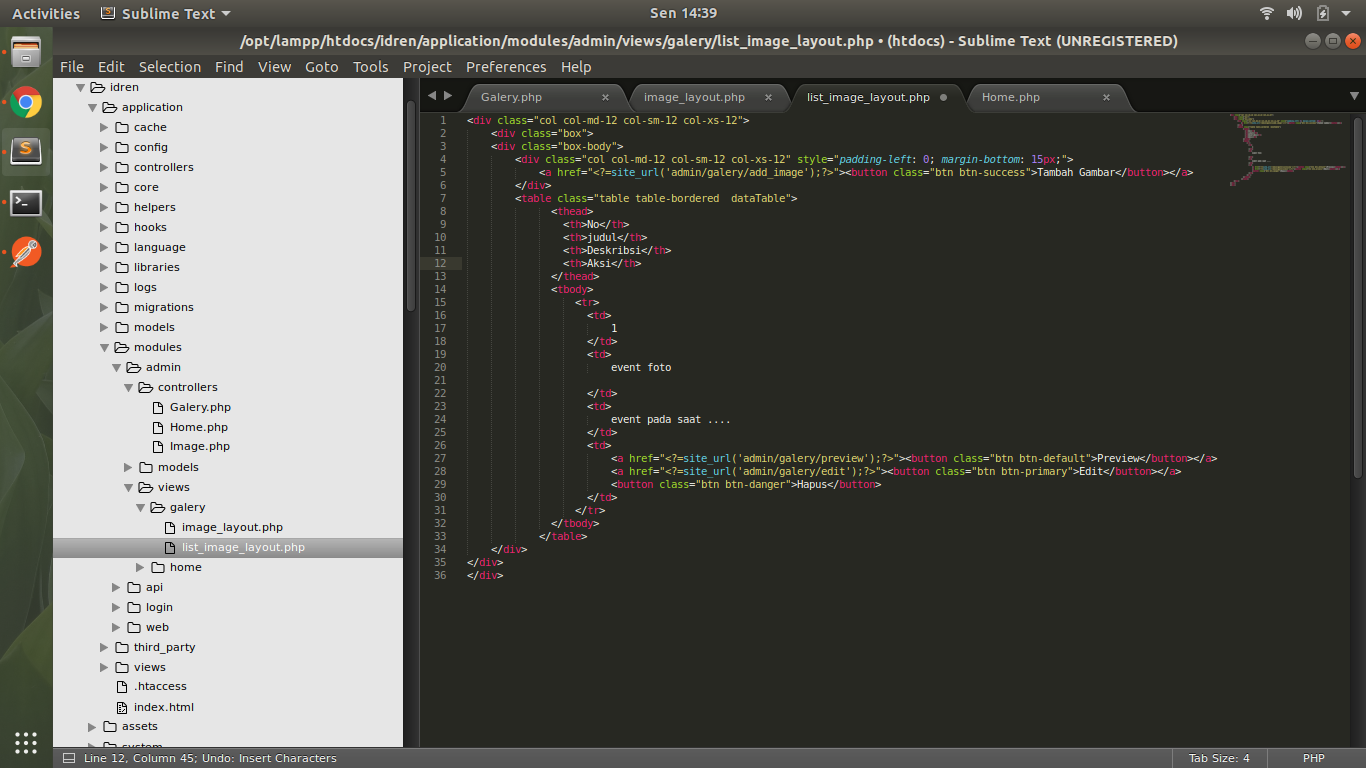 Activities
Sublime Text
Sen 14:39
/opt/lampp/htdocs/idren/application/modules/admin/views/galery/list_image_layout.php • (htdocs) - Sublime Text (UNREGISTERED)
File Edit Selection Find View Goto Tools Project Preferences Help
idren
application
cache
config
controllers
core
helpers
hooks
language
libraries
logs
migrations
models
modules
admin
controllers
Galery.php
Home.php
Image.php
models
views
galery
image_layout.php
list_image_layout.php
home
api
login
web
third_party
views
.htaccess
index.html
assets
system
Galery.php × image_layout.php × list_image_layout.php Home.php ×
1 <div class="col col-md-12 col-sm-12 col-xs-12">
2 <div class="box">
3 <div class="box-body">
4 <div class="col col-md-12 col-sm-12 col-xs-12" style="padding-left: 0; margin-bottom: 15px;">
5 <a href="<?=site_url('admin/galery/add_image');?>"><button class="btn btn-success">Tambah Gambar</button></a>
6 </div>
7 <table class="table table-bordered  dataTable">
8 <thead>
9 <th>No</th>
10 <th>judul</th>
11 <th>Deskribsi</th>
12 <th>Aksi</th>
13 </thead>
14 <tbody>
15 <tr>
16 <td>
17 1
18 </td>
19 <td>
20 event foto
21
22 </td>
23 <td>
24 event pada saat ....
25 </td>
26 <td>
27 <a href="<?=site_url('admin/galery/preview');?>"><button class="btn btn-default">Preview</button></a>
28 <a href="<?=site_url('admin/galery/edit');?>"><button class="btn btn-primary">Edit</button></a>
29 <button class="btn btn-danger">Hapus</button>
30 </td>
31 </tr>
32 </tbody>
33 </table>
34 </div>
35 </div>
36 </div>
Line 12, Column 45; Undo: Insert Characters
Tab Size: 4
PHP